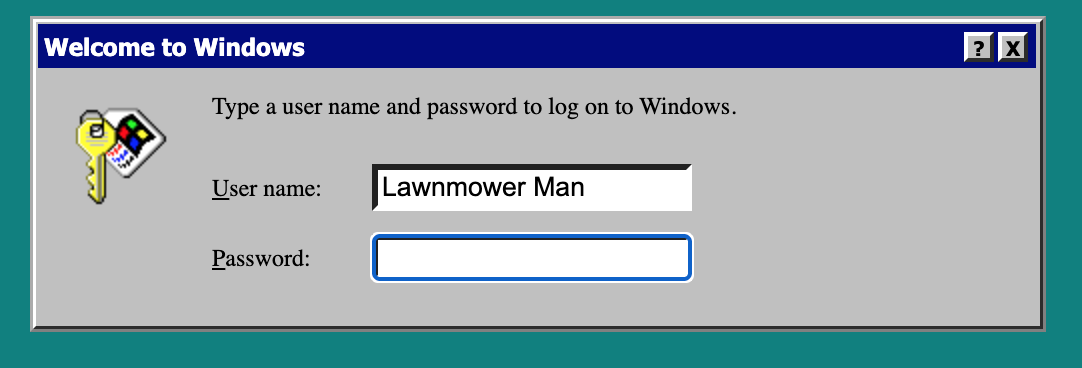 Welcome to Windows ? X
Type a user name and password to log on to Windows.
User name: Lawnmower Man
Password: